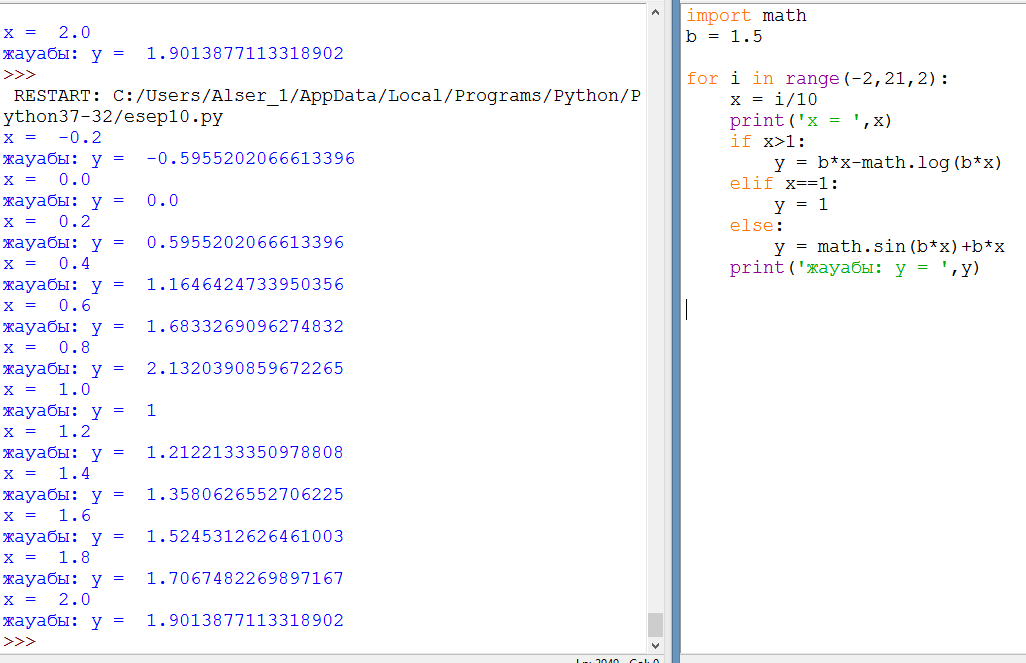 x =  2.0
жауабы: y =  1.9013877113318902
>>>
 RESTART: C:/Users/Alser_1/AppData/Local/Programs/Python/P
ython37-32/esep10.py
x =  -0.2
жауабы: y =  -0.5955202066613396
x =  0.0
жауабы: y =  0.0
x =  0.2
жауабы: y =  0.5955202066613396
x =  0.4
жауабы: y =  1.1646424733950356
x =  0.6
жауабы: y =  1.6833269096274832
x =  0.8
жауабы: y =  2.1320390859672265
x =  1.0
жауабы: y =  1
x =  1.2
жауабы: y =  1.2122133350978808
x =  1.4
жауабы: y =  1.3580626552706225
x =  1.6
жауабы: y =  1.5245312626461003
x =  1.8
жауабы: y =  1.7067482269897167
x =  2.0
жауабы: y =  1.9013877113318902
>>>
import math
b = 1.5
for i in range(-2,21,2):
    x = i/10
    print('x = ',x)
    if x>1:
        y = b*x-math.log(b*x)
    elif x==1:
        y = 1
    else:
        y = math.sin(b*x)+b*x
    print('жауабы: y = ',y)